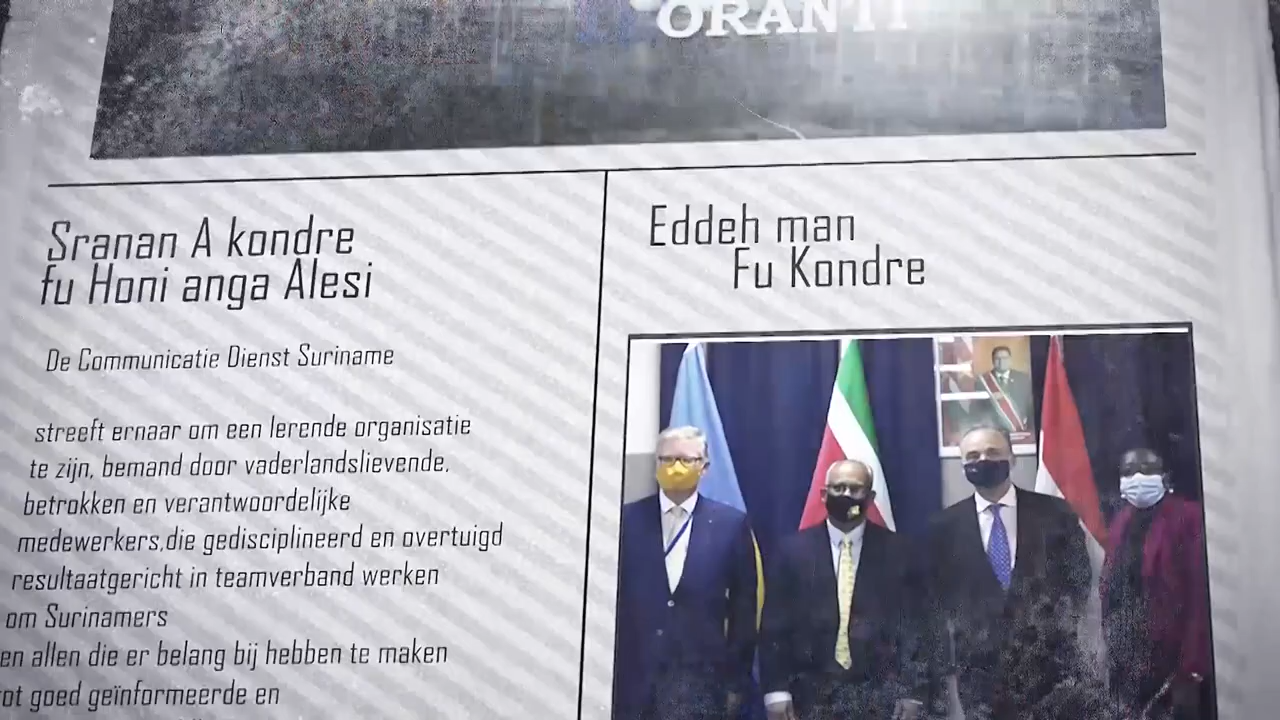 ORANTI
Sranan A kondre
fu Honi anga Alesi
De Communicatie Dienst Suriname
streeft ernaar om een lerende organisatie
te zijn, bemand door vaderlandslievende,
betrokken en verantwoordelijke
medewerkers,die gedisciplineerd en overtuigd
resultaatgericht in teamverband werken
om Surinamers
en allen die er belang bij hebben te maken
tot goed geïnformeerde en
Eddeh man
Fu Kondre